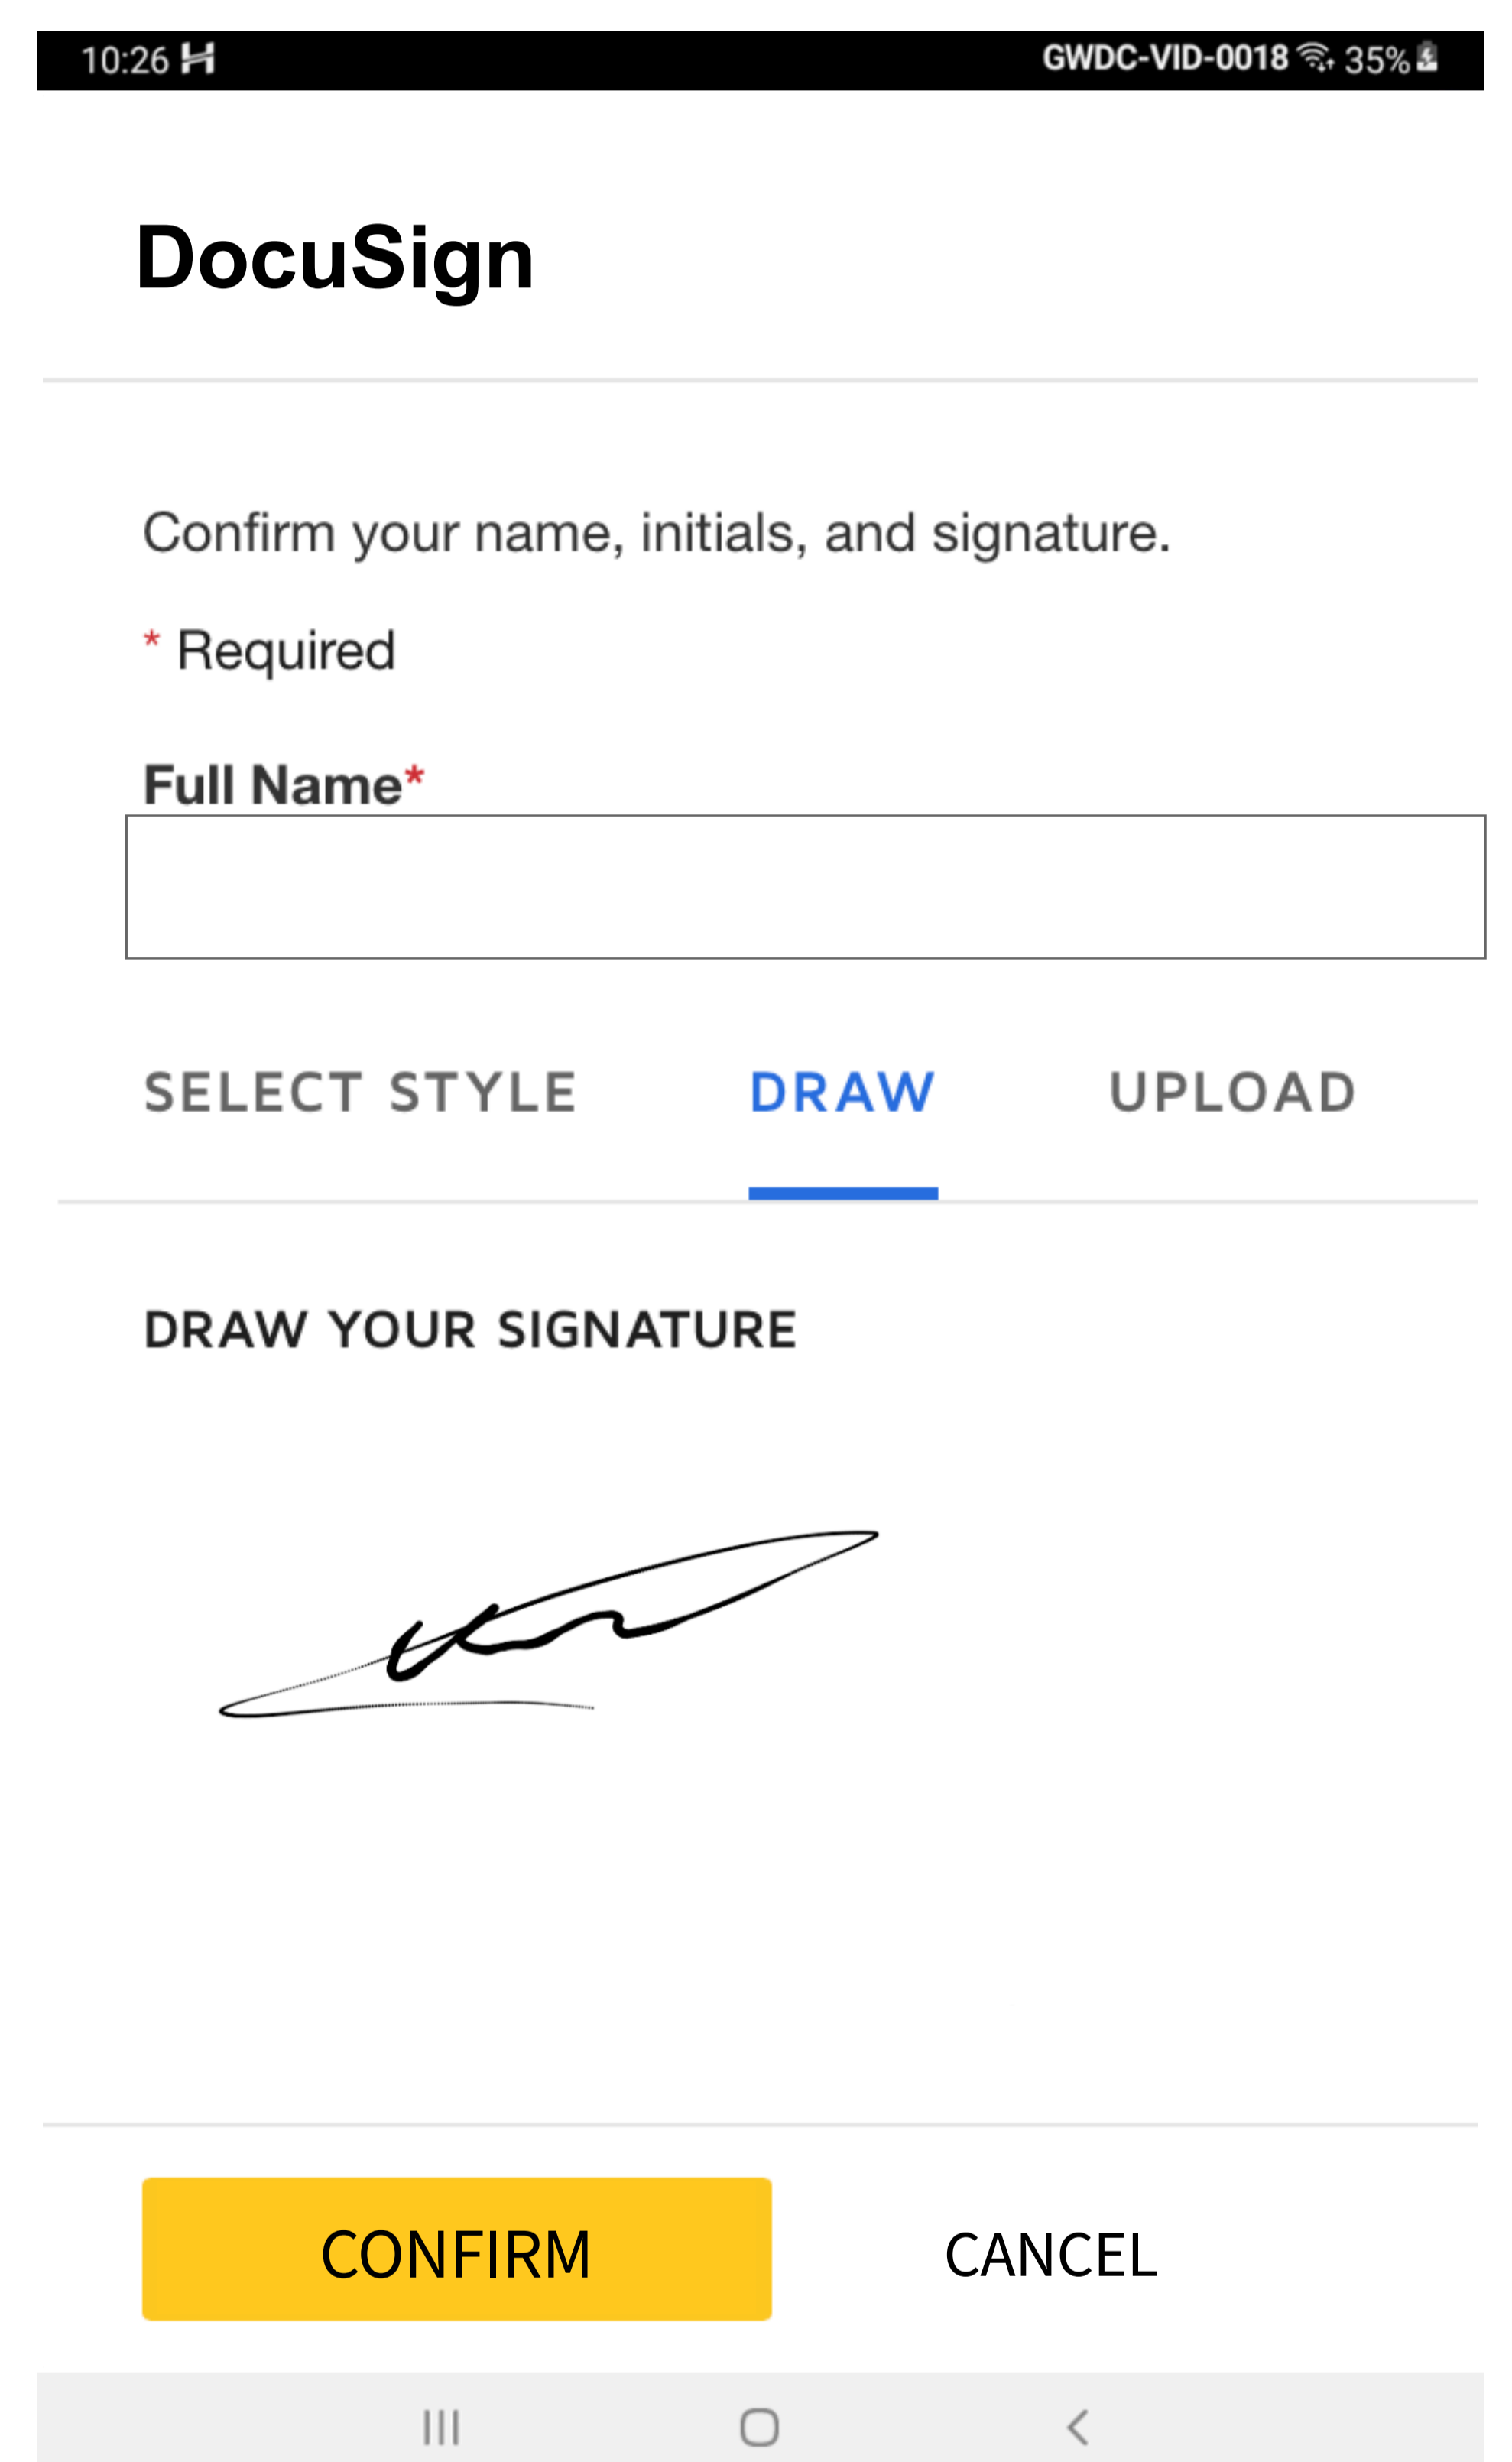 10:26 GWDC-VID-0018 35%
DocuSign
Confirm your name, initials, and signature.
* Required
Full Name*
SELECT STYLE DRAW UPLOAD
DRAW YOUR SIGNATURE
CONFIRM CANCEL